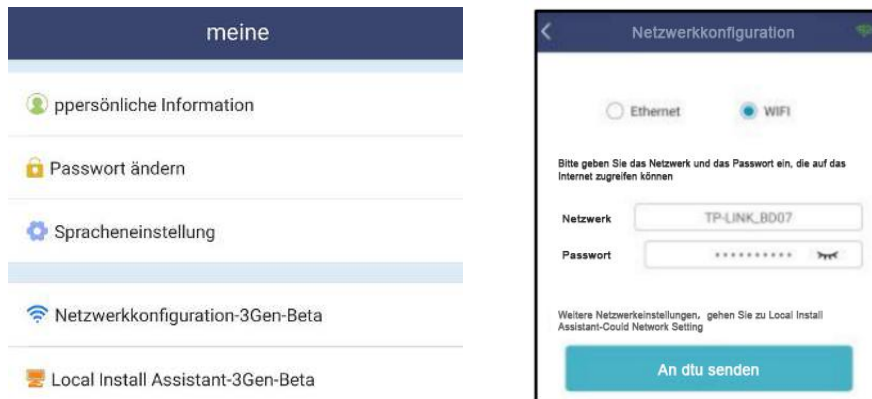 meine
ppersönliche Information
Passwort ändern
Spracheneinstellung
Netzwerkkonfiguration-3Gen-Beta
Local Install Assistant-3Gen-Beta
Netzwerkkonfiguration
Ethernet
WIFI
Bitte geben Sie das Netzwerk und das Passwort ein, die auf das
Internet zugreifen können
Netzwerk
TP-LINK_BD07
Passwort
**********
Weitere Netzwerkeinstellungen, gehen Sie zu Local Install
Assistant-Could Network Setting
An dtu senden